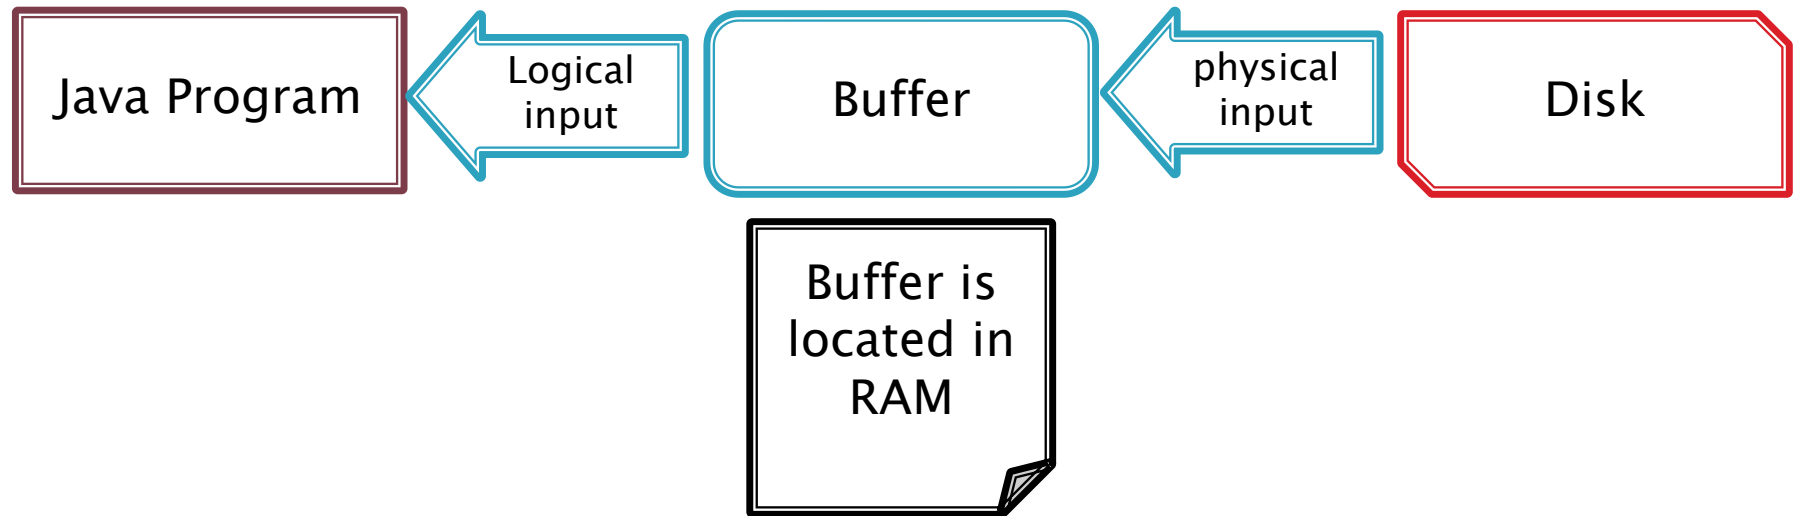 Java Program
Logical
input
Buffer
physical
input
Disk
Buffer is
located in
RAM